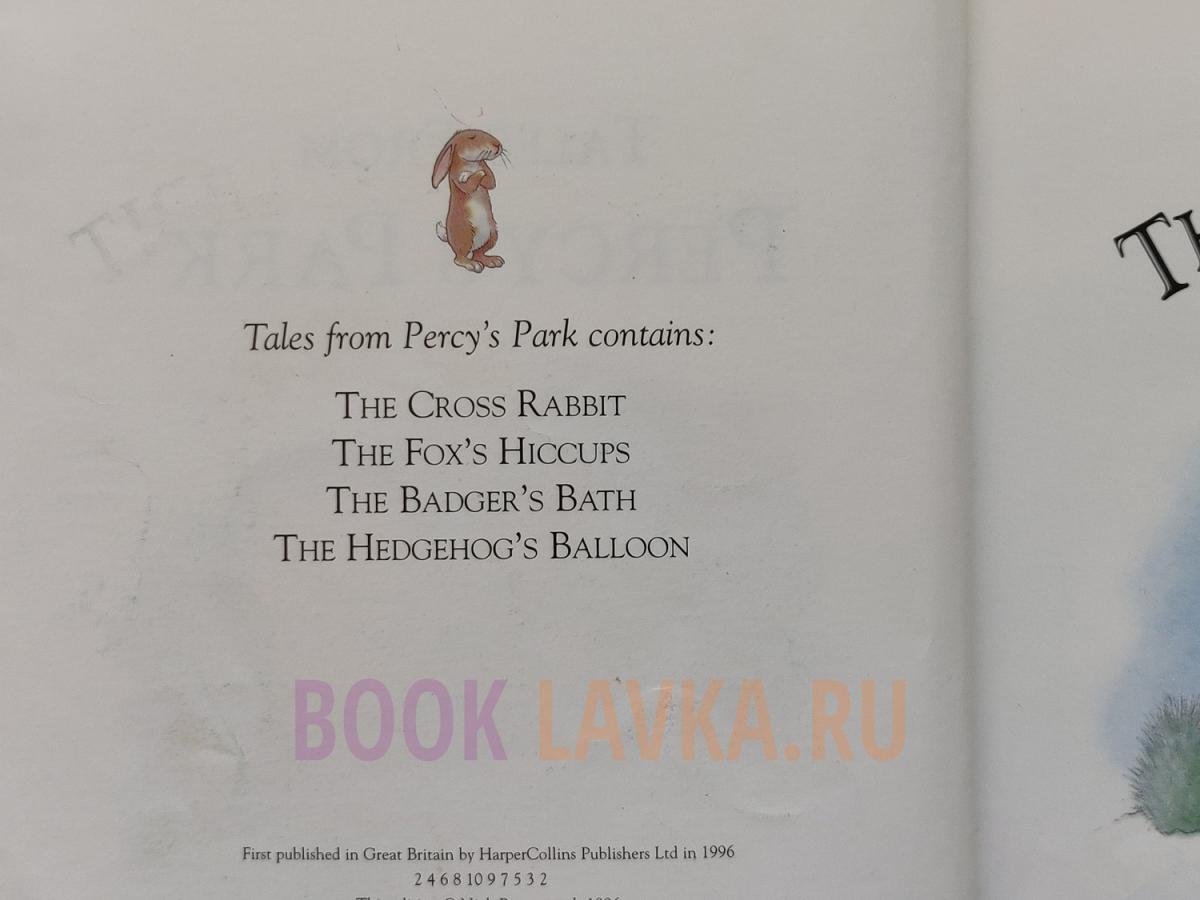 Tales from Percy's Park contains:
THE CROSS RABBIT
THE FOX'S HICCUPS
THE BADGER'S BATH
THE HEDGEHOG'S BALLOON
BOOK LAVKA.RU
First published in Great Britain by HarperCollins Publishers Ltd in 1996
2 4 6 8 10 9 7 5 3 2